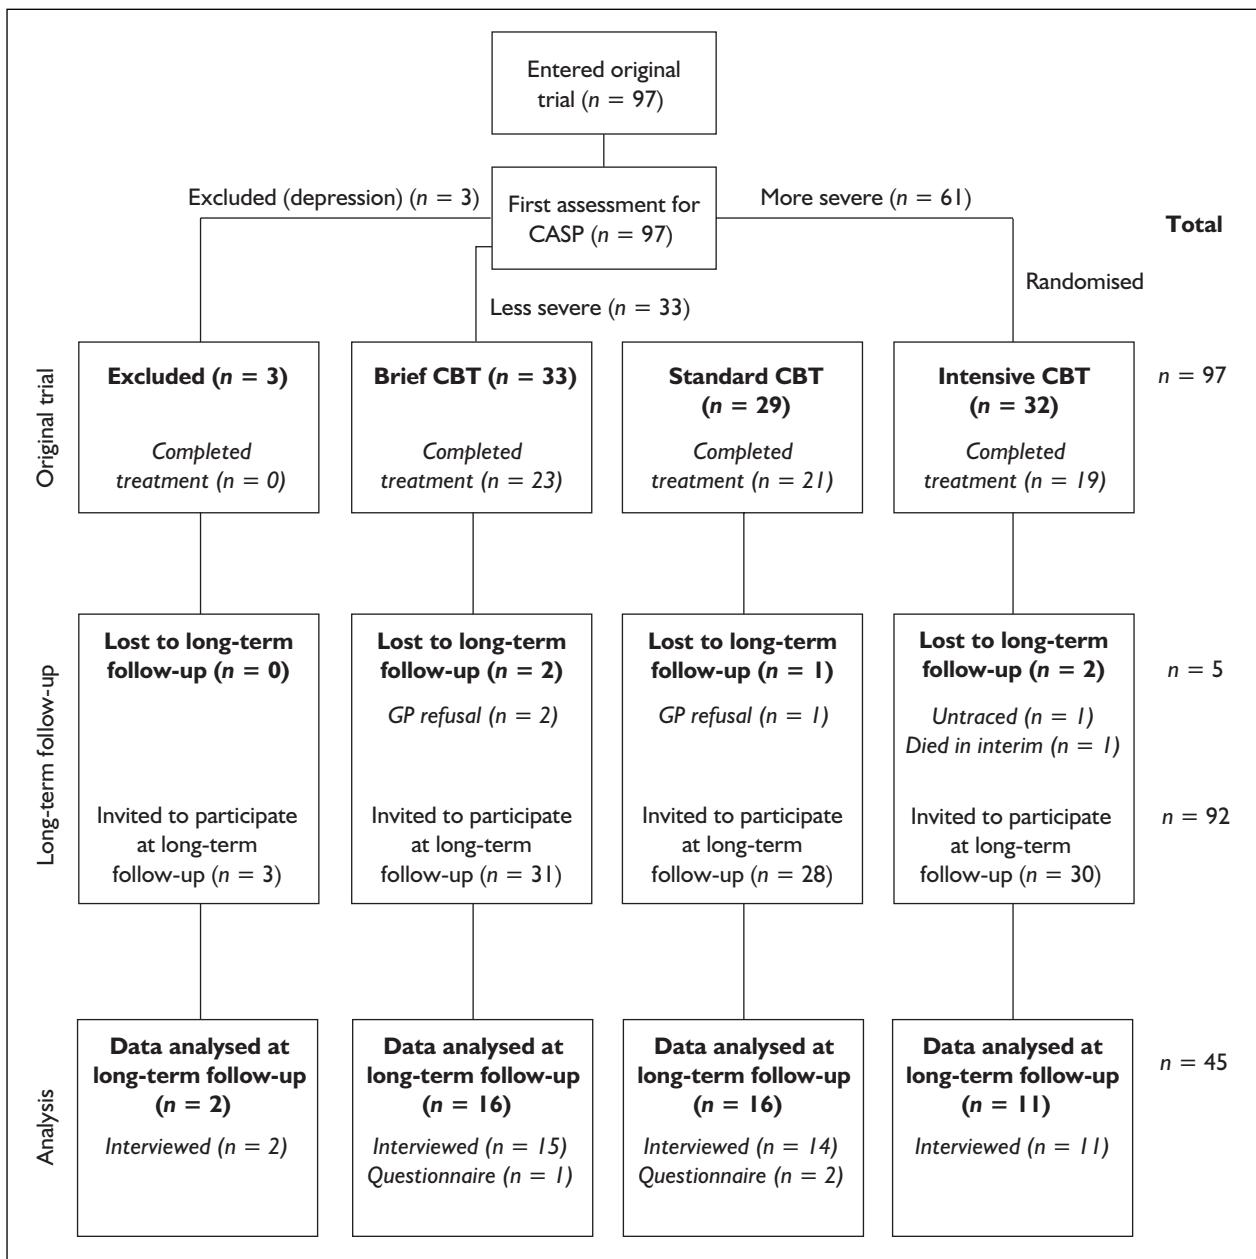 Entered original
trial (n = 97)
Excluded (depression) (n = 3)
First assessment for
CASP (n = 97)
More severe (n = 61)
Total
Randomised
Less severe (n = 33)
Original trial
Excluded (n = 3)
Completed
treatment (n = 0)
Brief CBT (n = 33)
Completed
treatment (n = 23)
Standard CBT
(n = 29)
Completed
treatment (n = 21)
Intensive CBT
(n = 32)
Completed
treatment (n = 19)
n = 97
Long-term follow-up
Lost to long-term
follow-up (n = 0)
Invited to participate
at long-term
follow-up (n = 3)
Lost to long-term
follow-up (n = 2)
GP refusal (n = 2)
Invited to participate
at long-term
follow-up (n = 31)
Lost to long-term
follow-up (n = 1)
GP refusal (n = 1)
Invited to participate
at long-term
follow-up (n = 28)
Lost to long-term
follow-up (n = 2)
Untraced (n = 1)
Died in interim (n = 1)
Invited to participate
at long-term
follow-up (n = 30)
n = 5
n = 92
Analysis
Data analysed at
long-term follow-up
(n = 2)
Interviewed (n = 2)
Data analysed at
long-term follow-up
(n = 16)
Interviewed (n = 15)
Questionnaire (n = 1)
Data analysed at
long-term follow-up
(n = 16)
Interviewed (n = 14)
Questionnaire (n = 2)
Data analysed at
long-term follow-up
(n = 11)
Interviewed (n = 11)
n = 45